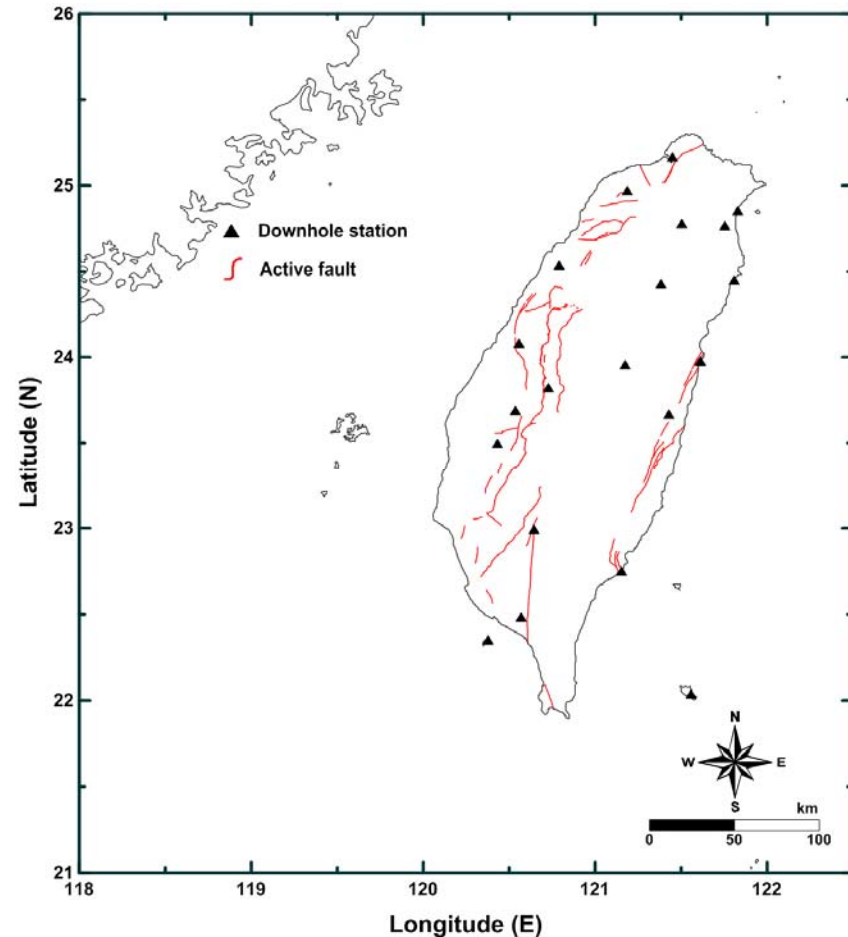 26
25
24
23
22
21
Latitude (N)
Downhole station
Active fault
N
W E
S
km
0 50 100
118 119 120 121 122
Longitude (E)